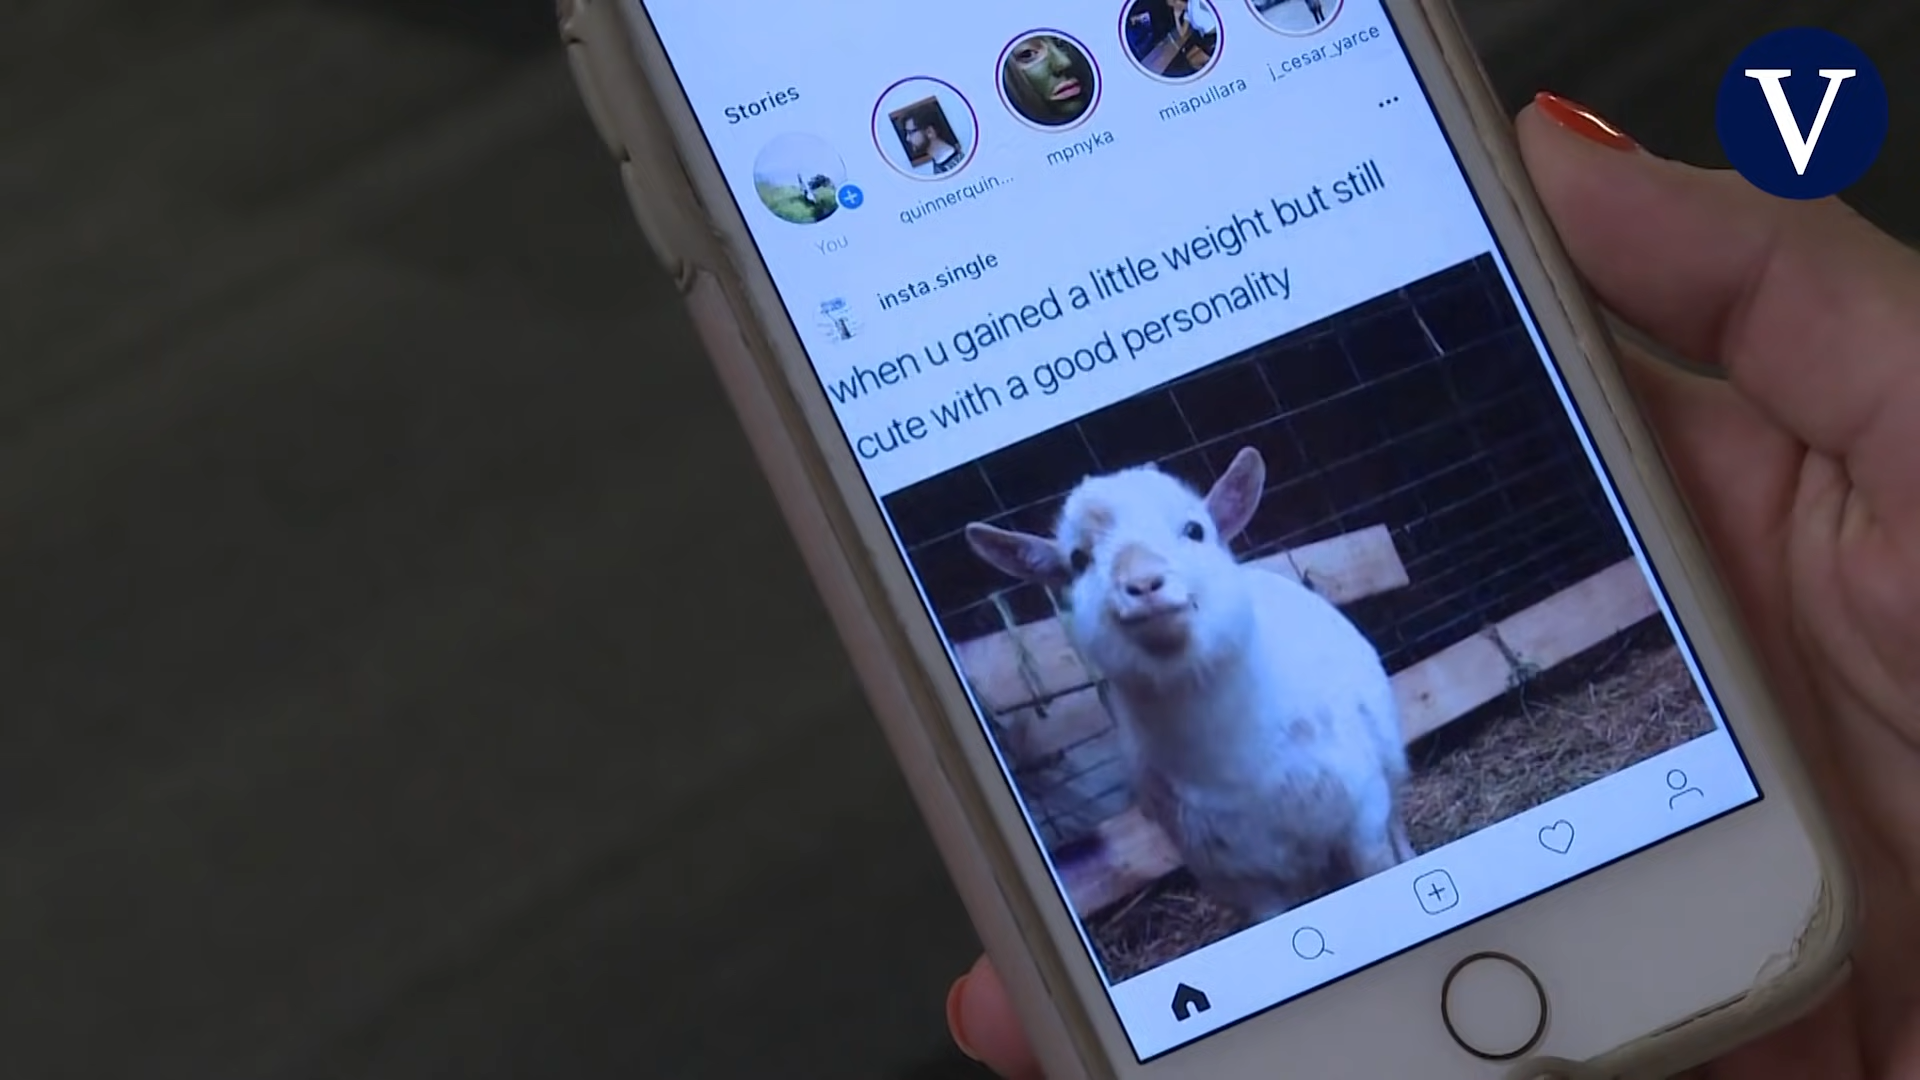 V
Stories
You
quinnerquin...
mpnyka
miapullara
j_cesar_yarce
insta.single
when u gained a little weight but still
cute with a good personality